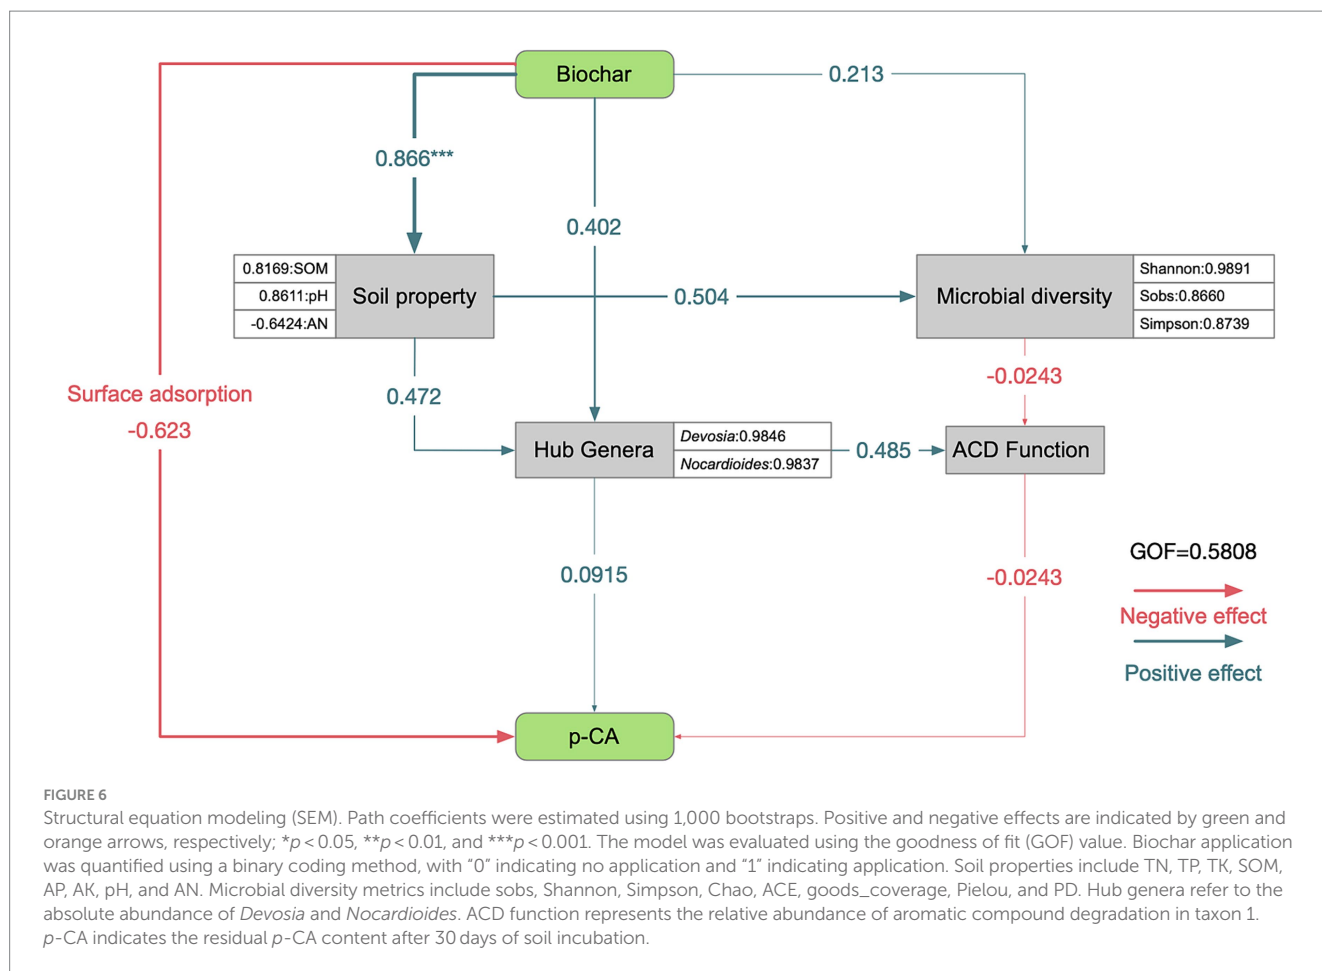 Biochar
0.213
0.866***
0.402
0.8169:SOM
0.8611:pH
-0.6424:AN
Soil property
0.504
Microbial diversity
Shannon:0.9891
Sobs:0.8660
Simpson:0.8739
Surface adsorption
-0.623
0.472
-0.0243
Hub Genera
Devosia:0.9846
Nocardioides:0.9837
0.485
ACD Function
0.0915
-0.0243
GOF=0.5808
Negative effect
Positive effect
p-CA
FIGURE 6
Structural equation modeling (SEM). Path coefficients were estimated using 1,000 bootstraps. Positive and negative effects are indicated by green and
orange arrows, respectively; *p < 0.05, **p < 0.01, and ***p < 0.001. The model was evaluated using the goodness of fit (GOF) value. Biochar application
was quantified using a binary coding method, with “0” indicating no application and “1” indicating application. Soil properties include TN, TP, TK, SOM,
AP, AK, pH, and AN. Microbial diversity metrics include sobs, Shannon, Simpson, Chao, ACE, goods_coverage, Pielou, and PD. Hub genera refer to the
absolute abundance of Devosia and Nocardioides. ACD function represents the relative abundance of aromatic compound degradation in taxon 1.
p-CA indicates the residual p-CA content after 30 days of soil incubation.